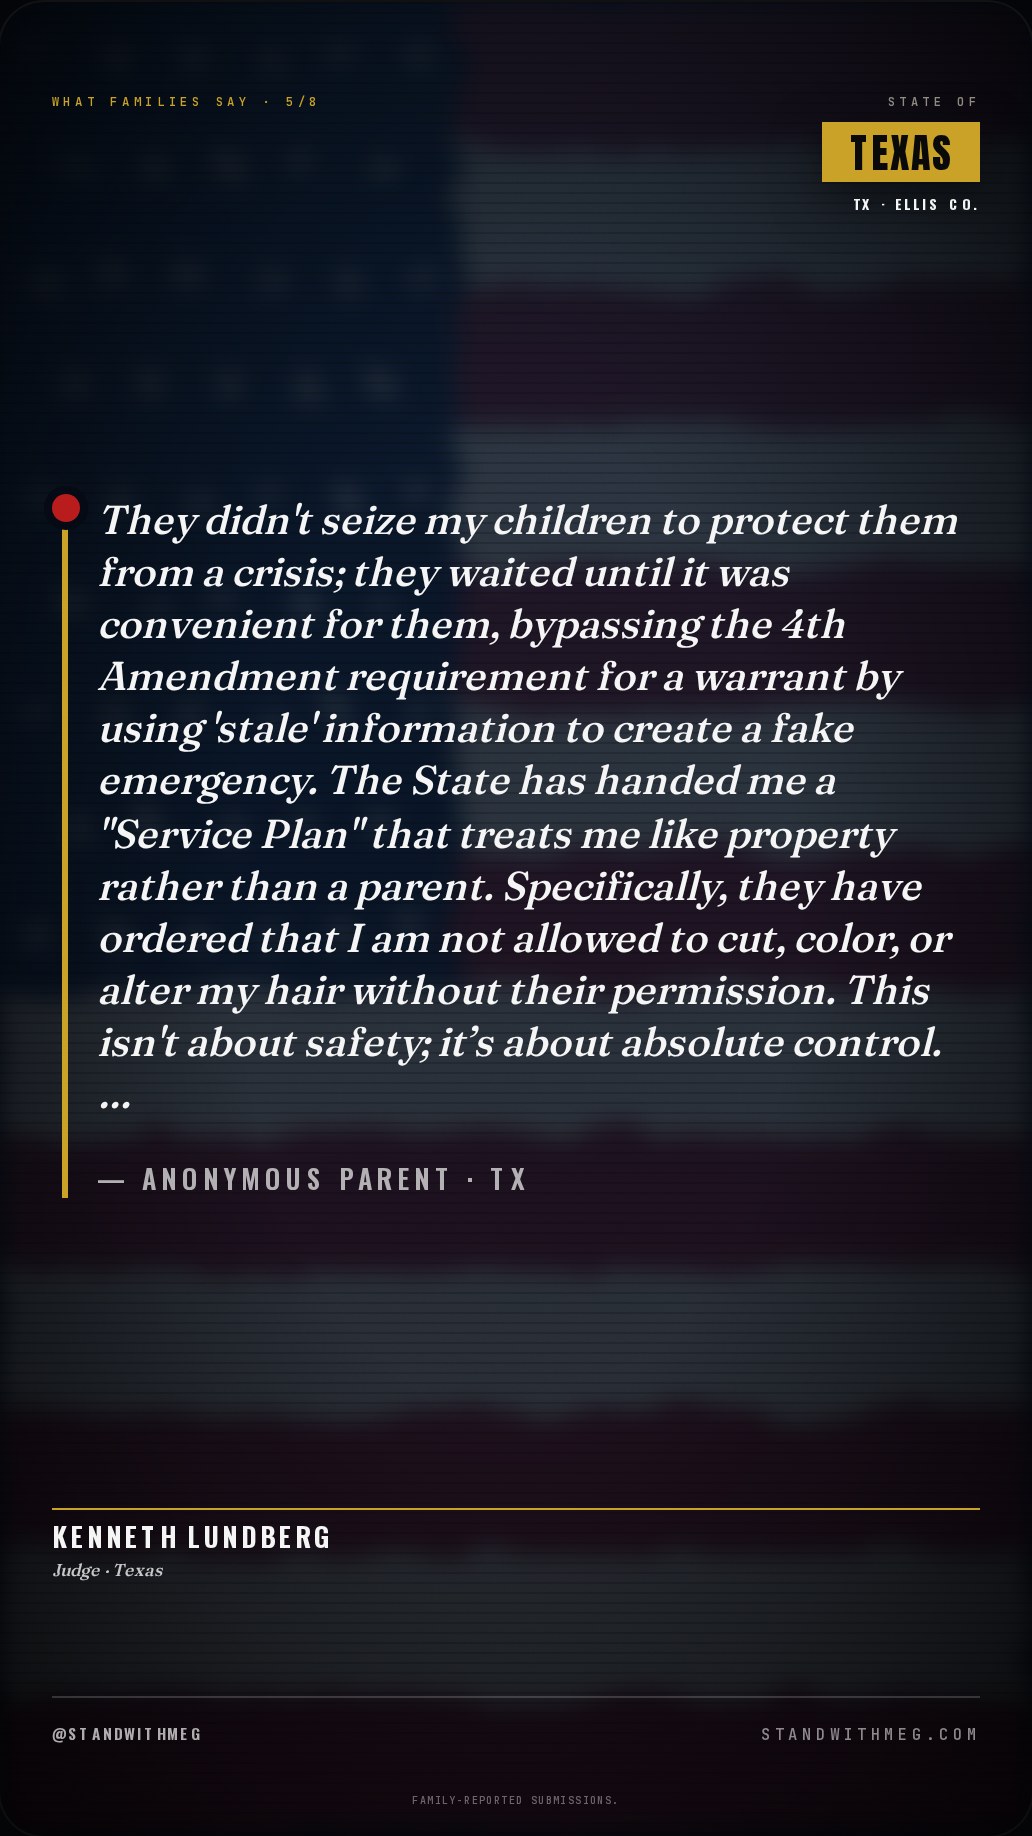 WHAT FAMILIES SAY · 5/8
STATE OF
TEXAS
TX · ELLIS CO.
They didn't seize my children to protect them
from a crisis; they waited until it was
convenient for them, bypassing the 4th
Amendment requirement for a warrant by
using 'stale' information to create a fake
emergency. The State has handed me a
"Service Plan" that treats me like property
rather than a parent. Specifically, they have
ordered that I am not allowed to cut, color, or
alter my hair without their permission. This
isn't about safety; it’s about absolute control.
...
— ANONYMOUS PARENT · TX
KENNETH LUNDBERG
Judge · Texas
@STANDWITHMEG
STANDWITHMEG.COM
FAMILY-REPORTED SUBMISSIONS.